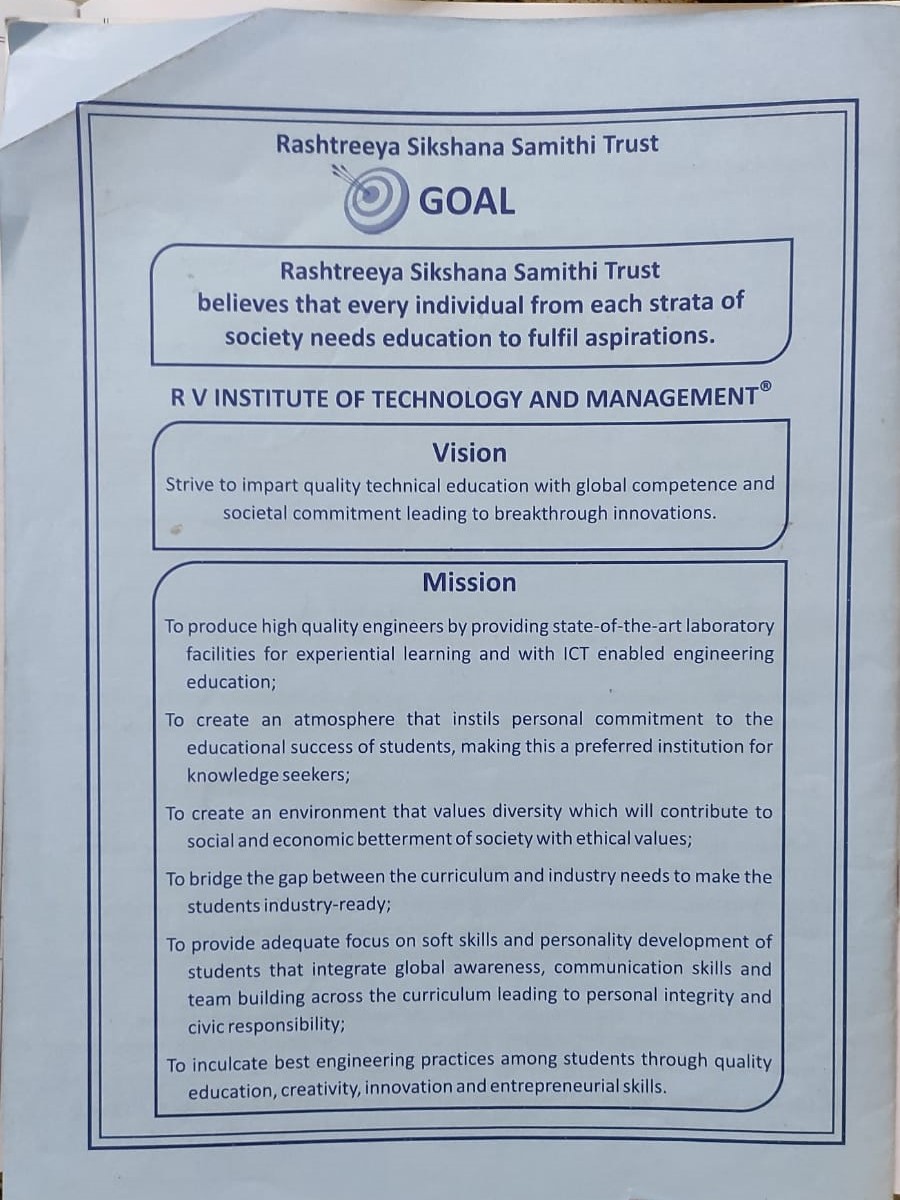 Rashtreeya Sikshana Samithi Trust
GOAL
Rashtreeya Sikshana Samithi Trust
believes that every individual from each strata of
society needs education to fulfil aspirations.
R V INSTITUTE OF TECHNOLOGY AND MANAGEMENT®
Vision
Strive to impart quality technical education with global competence and
societal commitment leading to breakthrough innovations.
Mission
To produce high quality engineers by providing state-of-the-art laboratory
facilities for experiential learning and with ICT enabled engineering
education;
To create an atmosphere that instils personal commitment to the
educational success of students, making this a preferred institution for
knowledge seekers;
To create an environment that values diversity which will contribute to
social and economic betterment of society with ethical values;
To bridge the gap between the curriculum and industry needs to make the
students industry-ready;
To provide adequate focus on soft skills and personality development of
students that integrate global awareness, communication skills and
team building across the curriculum leading to personal integrity and
civic responsibility;
To inculcate best engineering practices among students through quality
education, creativity, innovation and entrepreneurial skills.